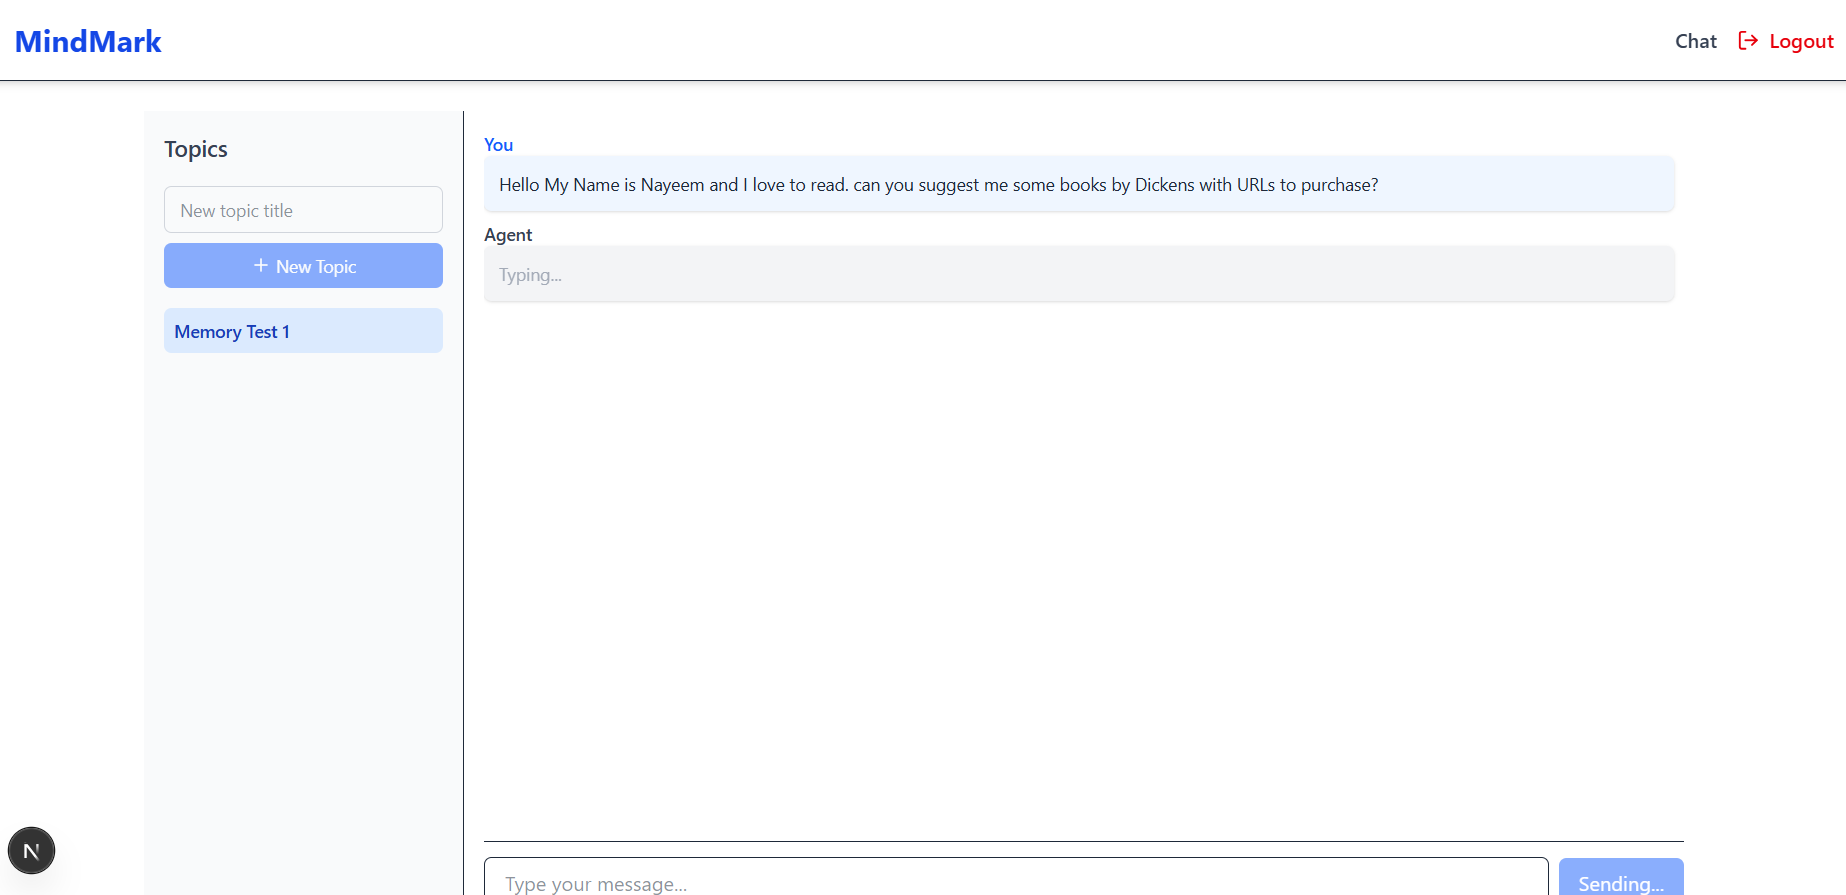 MindMark
Chat
Logout
Topics
New topic title
+ New Topic
Memory Test 1
You
Hello My Name is Nayeem and I love to read. can you suggest me some books by Dickens with URLs to purchase?
Agent
Typing...
Type your message...
Sending...
N